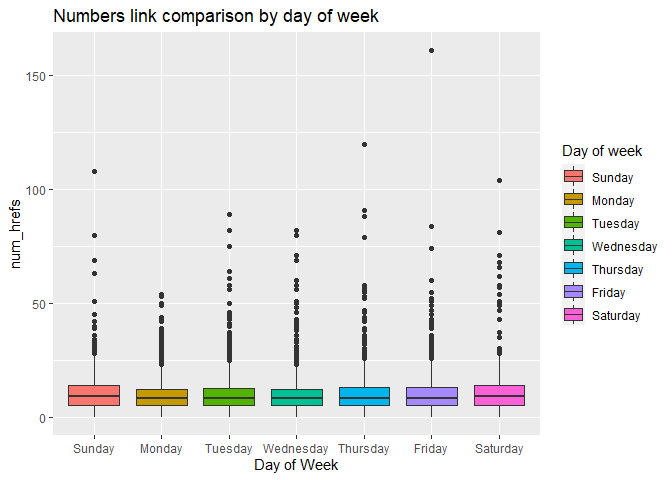 Numbers link comparison by day of week
num_hrefs
150
100
50
0
Sunday Monday Tuesday Wednesday Thursday Friday Saturday
Day of Week
Day of week
Sunday
Monday
Tuesday
Wednesday
Thursday
Friday
Saturday